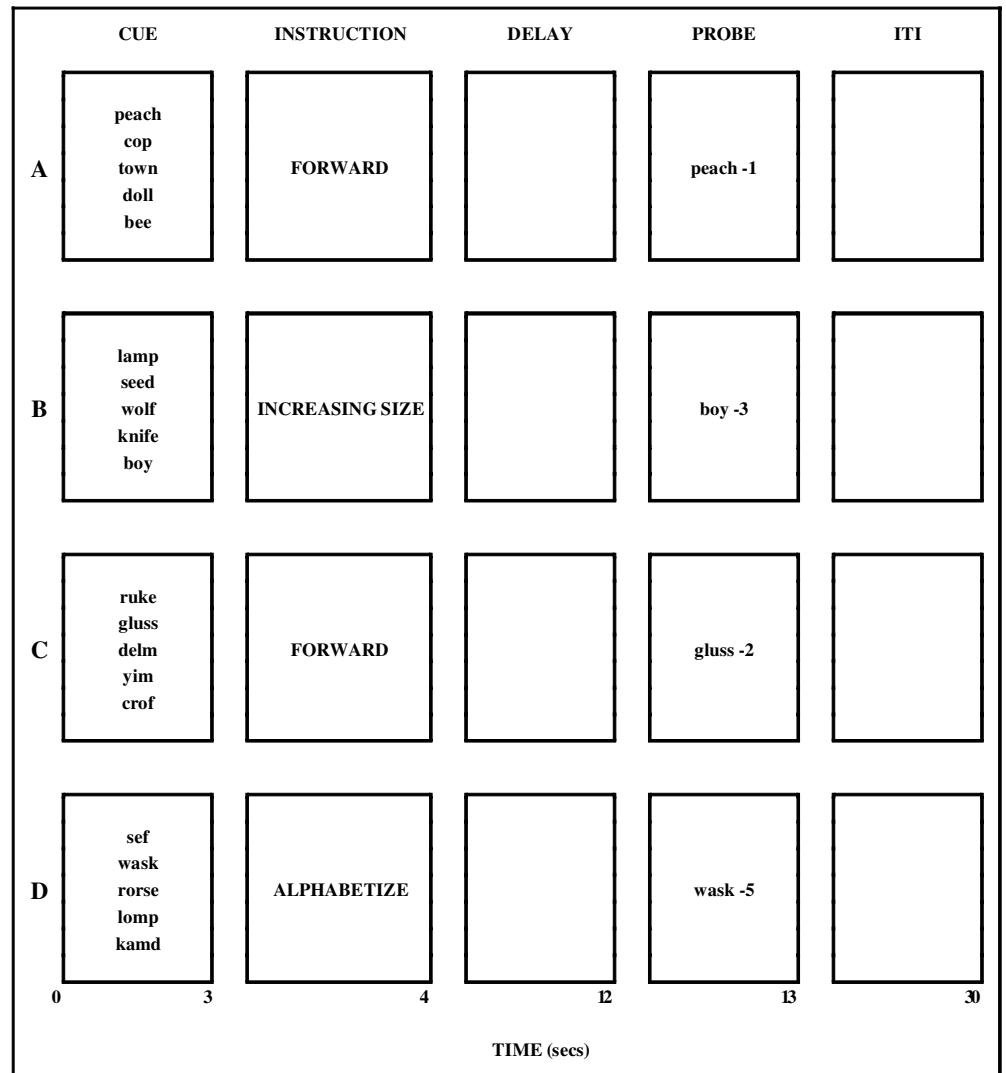 CUE INSTRUCTION DELAY PROBE ITI
A
peach
cop
town
doll
bee
FORWARD
peach -1
B
lamp
seed
wolf
knife
boy
INCREASING SIZE
boy -3
C
ruke
gluss
delm
yim
crof
FORWARD
gluss -2
D
sef
wask
rorse
lomp
kamd
ALPHABETIZE
wask -5
0 3 4 12 13 30
TIME (secs)